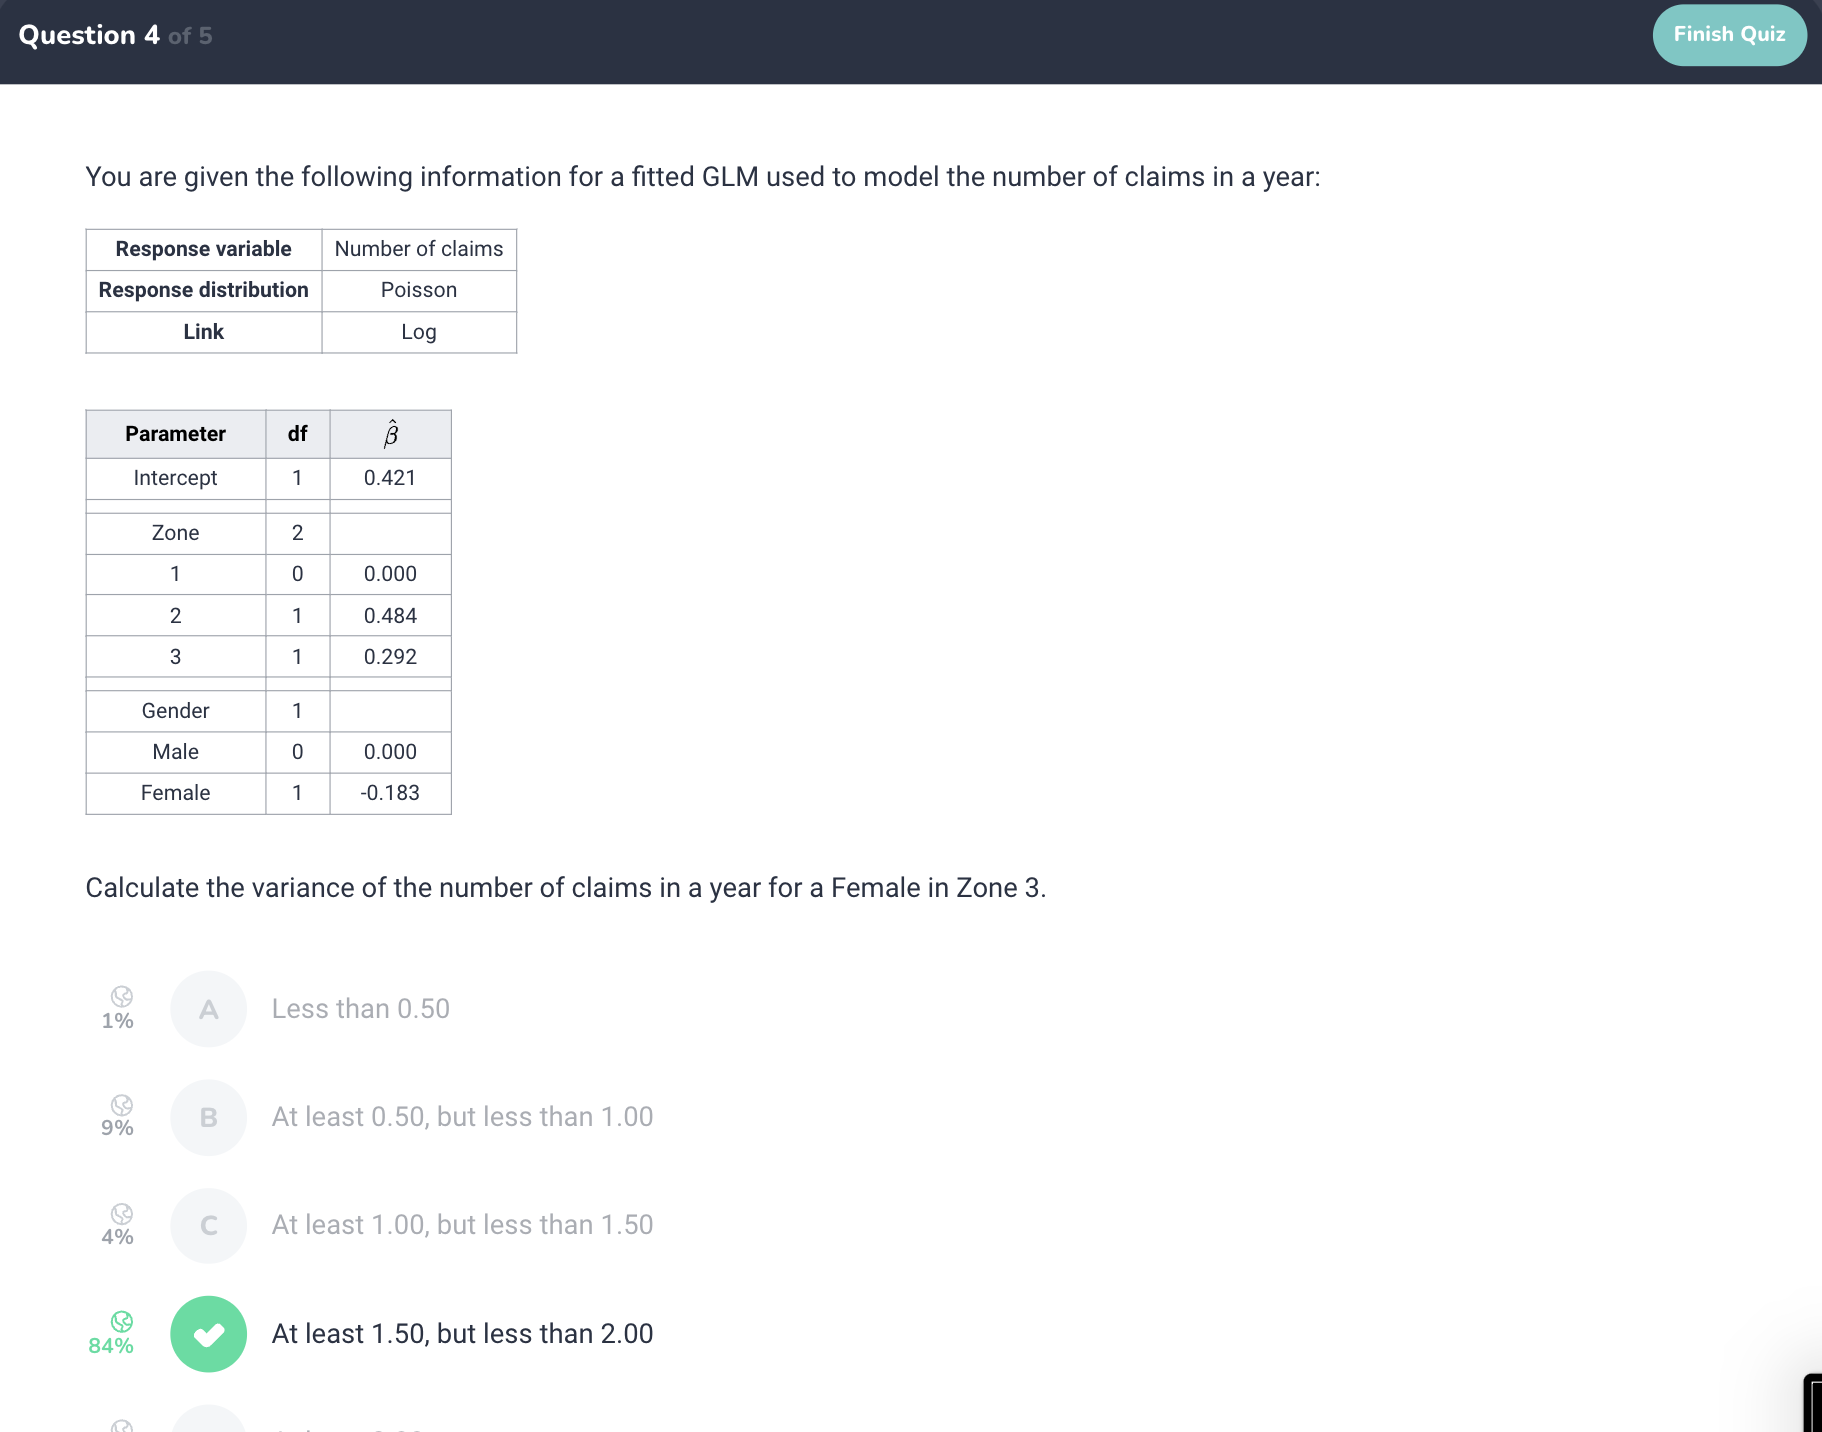 Question 4 of 5
Finish Quiz
You are given the following information for a fitted GLM used to model the number of claims in a year:
Response variable Number of claims
Response distribution Poisson
Link Log
Parameter df β̂
Intercept 1 0.421
Zone 2
1 0 0.000
2 1 0.484
3 1 0.292
Gender 1
Male 0 0.000
Female 1 -0.183
Calculate the variance of the number of claims in a year for a Female in Zone 3.
1% A Less than 0.50
9% B At least 0.50, but less than 1.00
4% C At least 1.00, but less than 1.50
84% At least 1.50, but less than 2.00